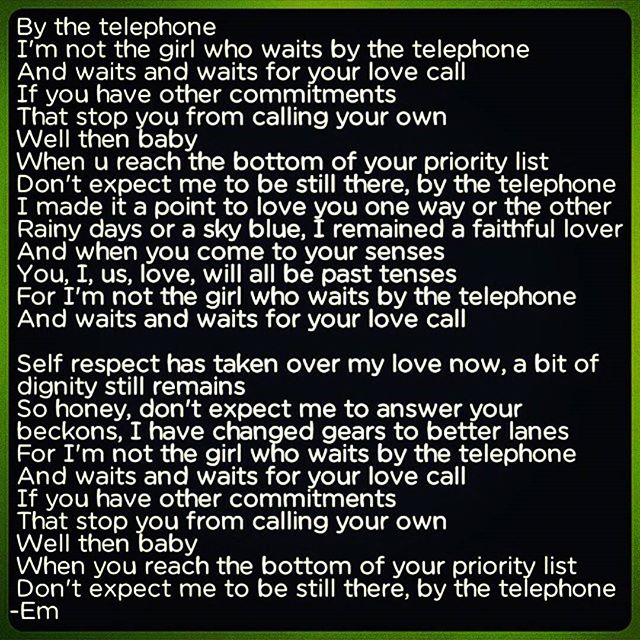 By the telephone
I'm not the girl who waits by the telephone
And waits and waits for your love call
If you have other commitments
That stop you from calling your own
Well then baby
When u reach the bottom of your priority list
Don't expect me to be still there, by the telephone
I made it a point to love you one way or the other
Rainy days or a sky blue, I remained a faithful lover
And when you come to your senses
You, I, us, love, will all be past tenses
For I'm not the girl who waits by the telephone
And waits and waits for your love call
Self respect has taken over my love now, a bit of
dignity still remains
So honey, don't expect me to answer your
beckons, I have changed gears to better lanes
For I'm not the girl who waits by the telephone
And waits and waits for your love call
If you have other commitments
That stop you from calling your own
Well then baby
When you reach the bottom of your priority list
Don't expect me to be still there, by the telephone
-Em